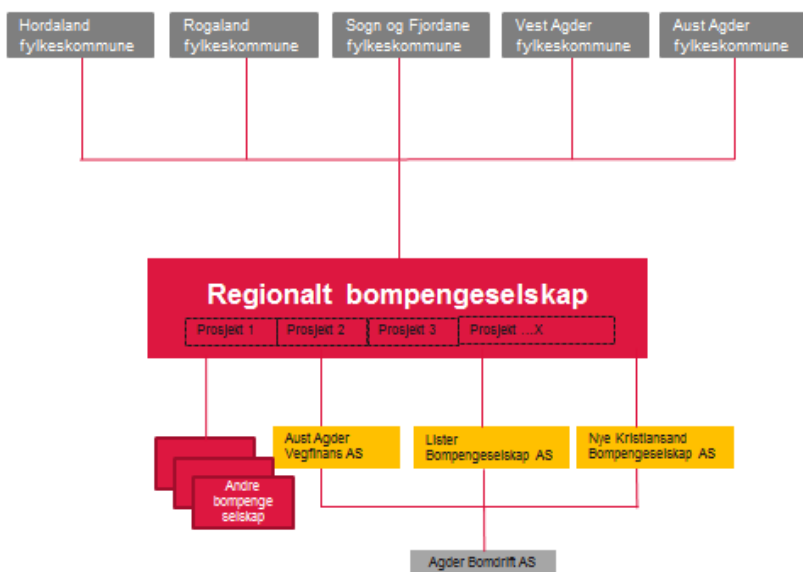 Hordaland
fylkeskommune
Rogaland
fylkeskommune
Sogn og Fjordane
fylkeskommune
Vest Agder
fylkeskommune
Aust Agder
fylkeskommune
Regionalt bompengeselskap
Prosjekt 1
Prosjekt 2
Prosjekt 3
Prosjekt ...X
Aust Agder
Vegfinans AS
Lister
Bompengeselskap AS
Nye Kristiansand
Bompengeselskap AS
Andre
bompenge
selskap
Agder Bomdrift AS